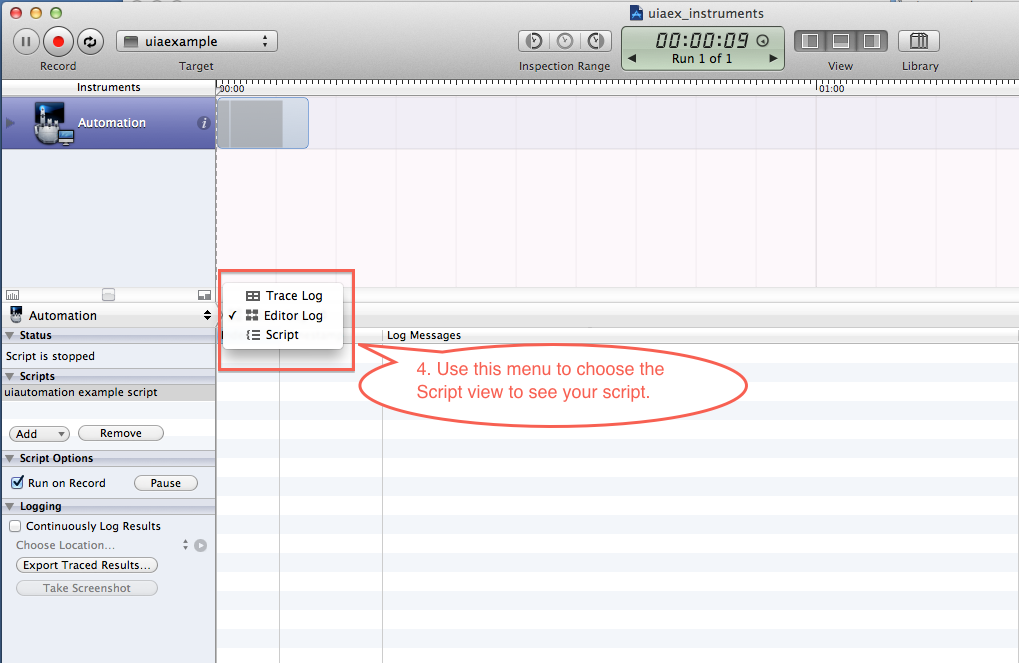 uiaex_instruments
uiaexample
00:00:09
Run 1 of 1
Record
Target
Inspection Range
View
Library
Instruments
00:00
01:00
Automation
Trace Log
Editor Log
Script
Automation
Status
Log Messages
Script is stopped
4. Use this menu to choose the
Script view to see your script.
Scripts
uiautomation example script
Add
Remove
Script Options
Run on Record
Pause
Logging
Continuously Log Results
Choose Location...
Export Traced Results...
Take Screenshot